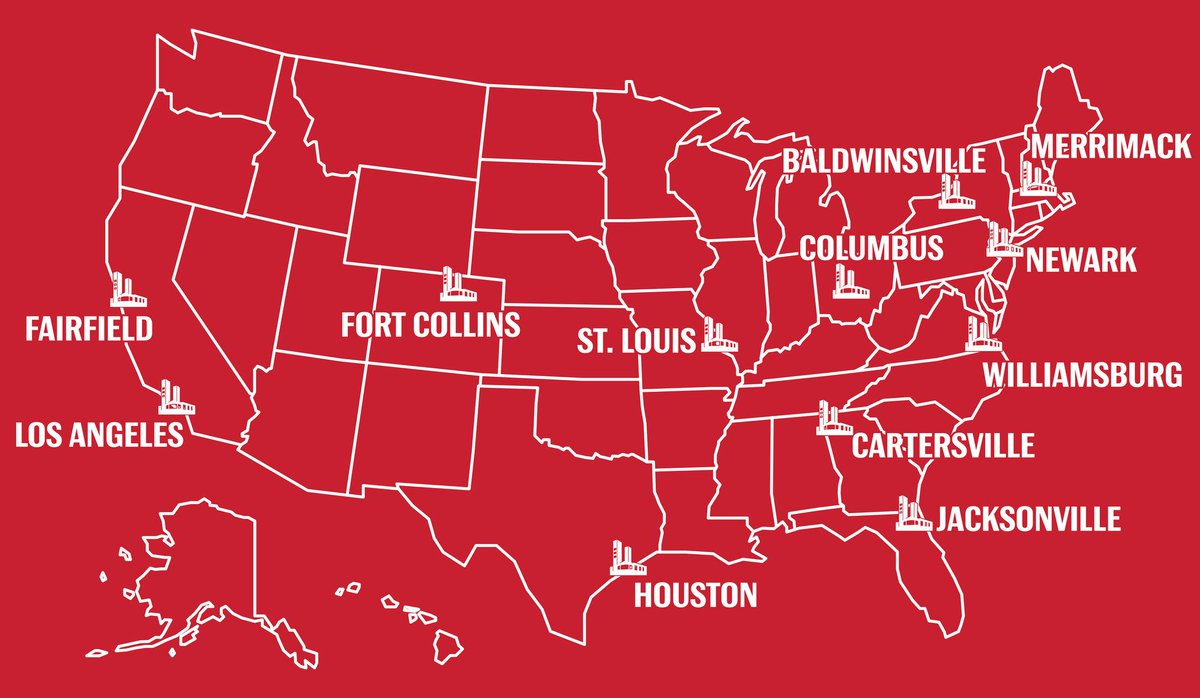 MERRIMACK
BALDWINSVILLE
COLUMBUS
NEWARK
FAIRFIELD
FORT COLLINS
ST. LOUIS
WILLIAMSBURG
LOS ANGELES
CARTERSVILLE
JACKSONVILLE
HOUSTON